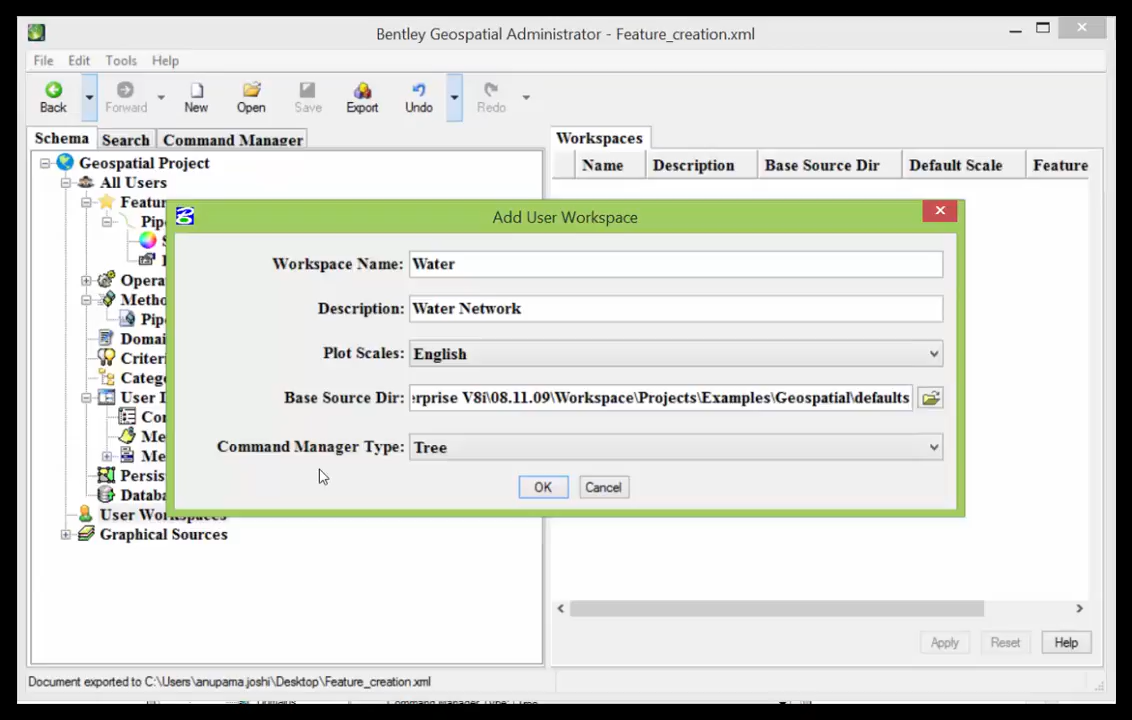 Bentley Geospatial Administrator - Feature_creation.xml
File Edit Tools Help
Back Forward New Open Save Export Undo Redo
Schema Search Command Manager
Workspaces
Name Description Base Source Dir Default Scale Feature
Geospatial Project
All Users
Featur
Pip
Opera
Metho
Pip
Domai
Criter
Categ
User I
Co
Me
Me
Persis
Databa
User Workspaces
Graphical Sources
Add User Workspace
Workspace Name: Water
Description: Water Network
Plot Scales: English
Base Source Dir: erprise V8i\08.11.09\Workspace\Projects\Examples\Geospatial\defaults
Command Manager Type: Tree
OK Cancel
Apply Reset Help
Document exported to C:\Users\anupama.joshi\Desktop\Feature_creation.xml